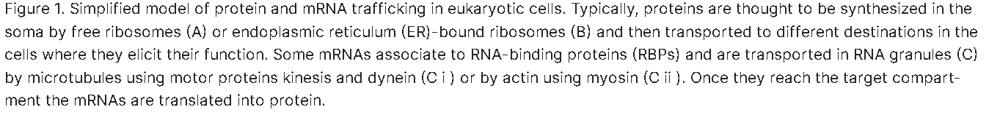 Figure 1. Simplified model of protein and mRNA trafficking in eukaryotic cells. Typically, proteins are thought to be synthesized in the
soma by free ribosomes (A) or endoplasmic reticulum (ER)-bound ribosomes (B) and then transported to different destinations in the
cells where they elicit their function. Some mRNAs associate to RNA-binding proteins (RBPs) and are transported in RNA granules (C)
by microtubules using motor proteins kinesis and dynein (C i ) or by actin using myosin (C ii ). Once they reach the target compart-
ment the mRNAs are translated into protein.